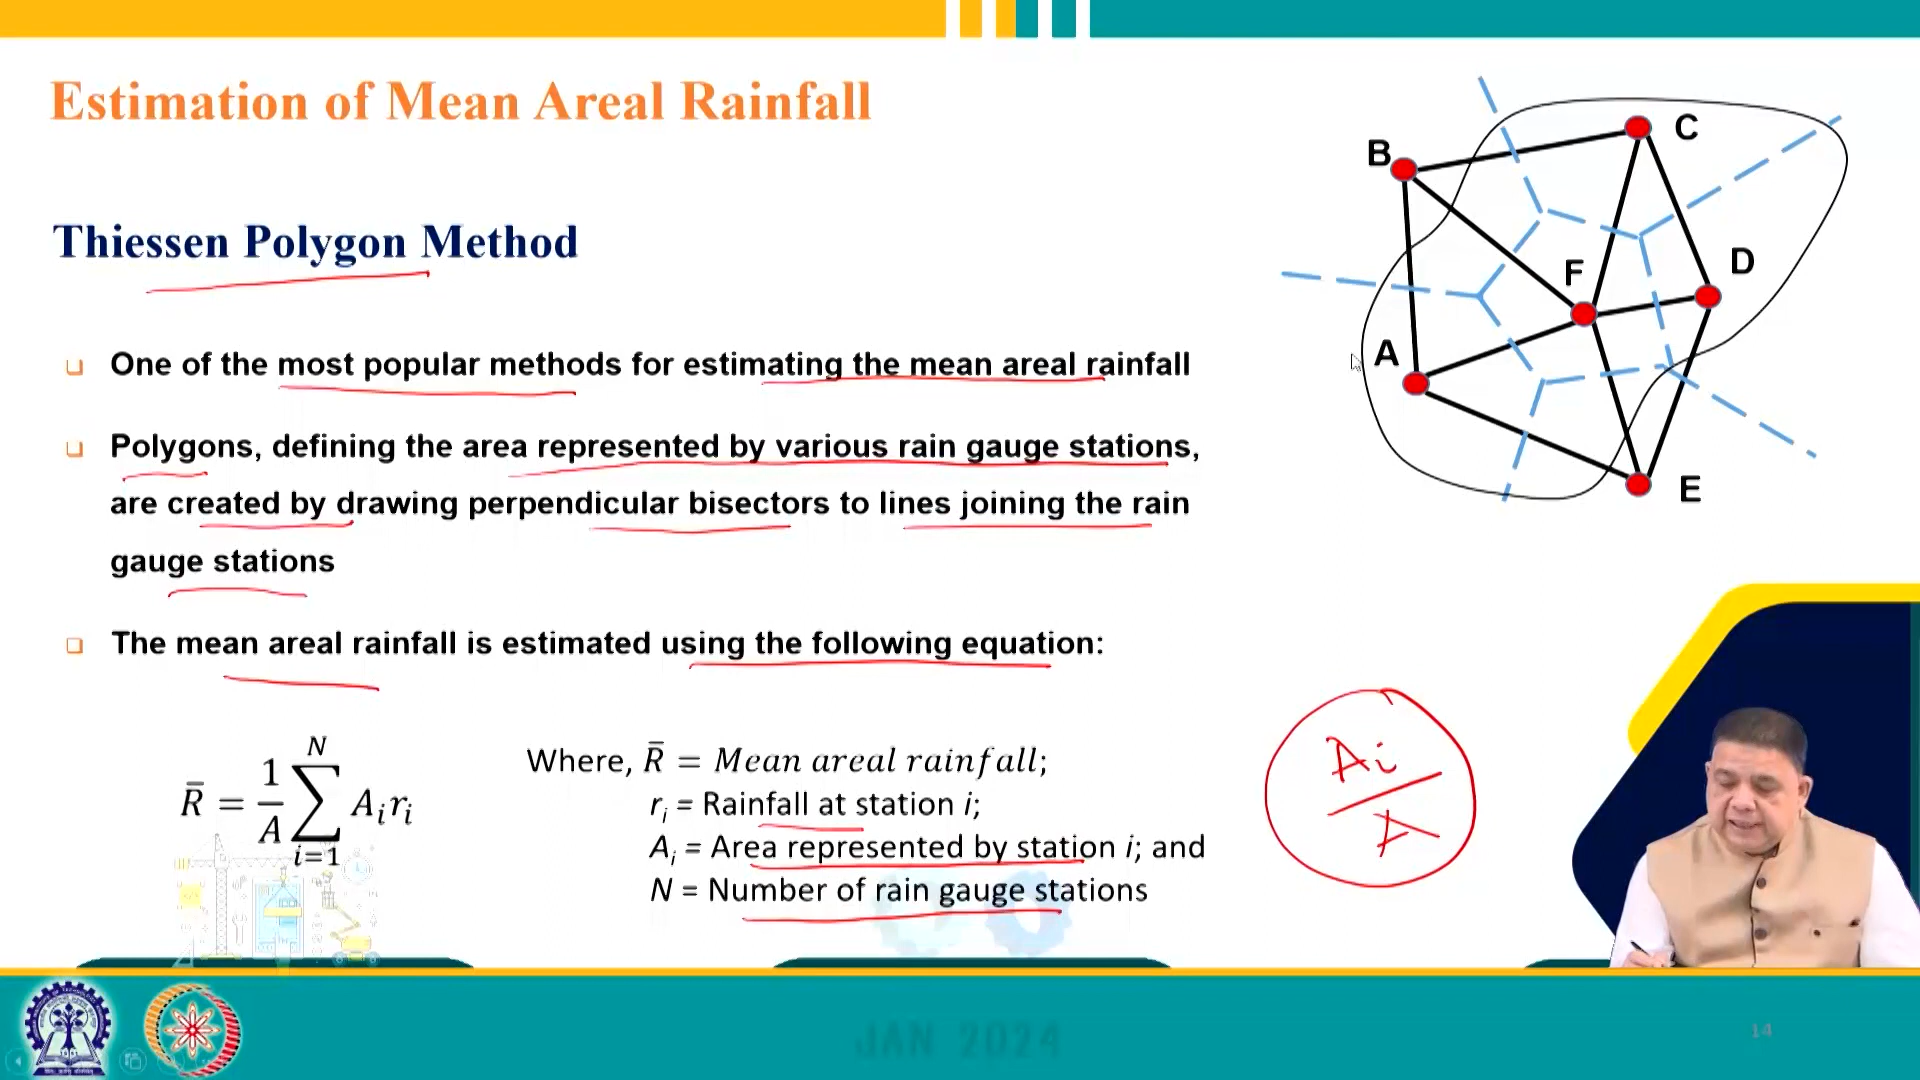 Estimation of Mean Areal Rainfall
Thiessen Polygon Method
One of the most popular methods for estimating the mean areal rainfall
Polygons, defining the area represented by various rain gauge stations,
are created by drawing perpendicular bisectors to lines joining the rain
gauge stations
The mean areal rainfall is estimated using the following equation:
R̄ = 1/A ∑_{i=1}^{N} A_i r_i
Where, R̄ = Mean areal rainfall;
r_i = Rainfall at station i;
A_i = Area represented by station i; and
N = Number of rain gauge stations
B
C
F
D
A
E
Ai
A
JAN 2024
14